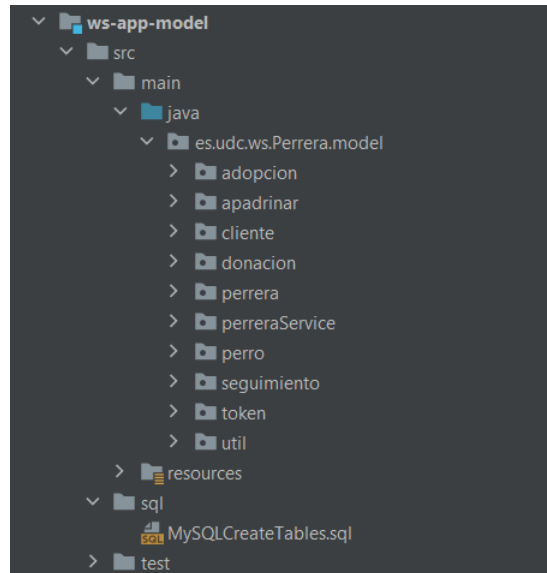 ws-app-model
src
main
java
es.udc.ws.Perrera.model
adopcion
apadrinar
cliente
donacion
perrera
perreraService
perro
seguimiento
token
util
resources
sql
SQL MySQLCreateTables.sql
test